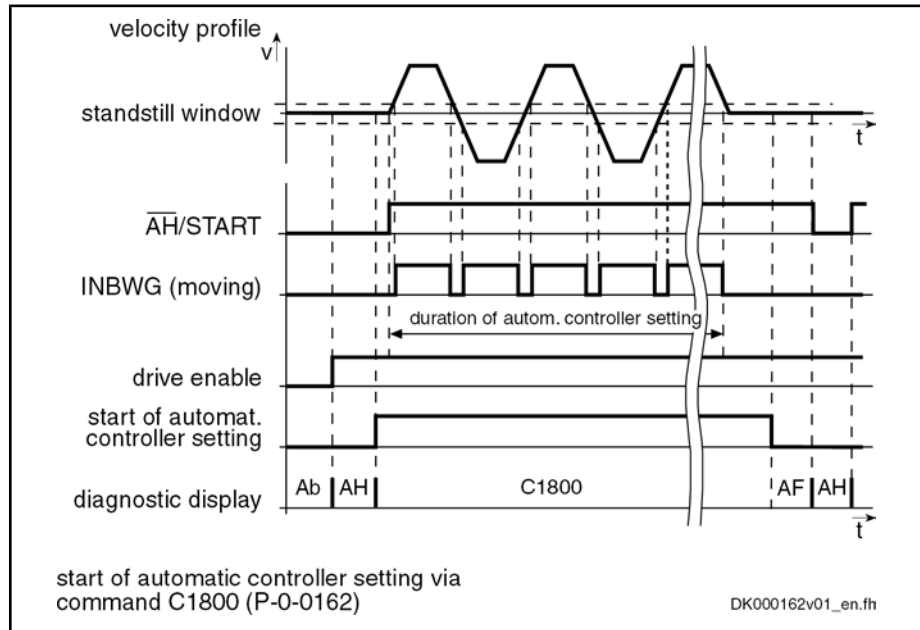 velocity profile
v
standstill window
t
A̅H̅/START
INBWG (moving)
duration of autom. controller setting
drive enable
start of automat.
controller setting
diagnostic display
Ab AH C1800 AF AH
t
start of automatic controller setting via
command C1800 (P-0-0162)
DK000162v01_en.fh